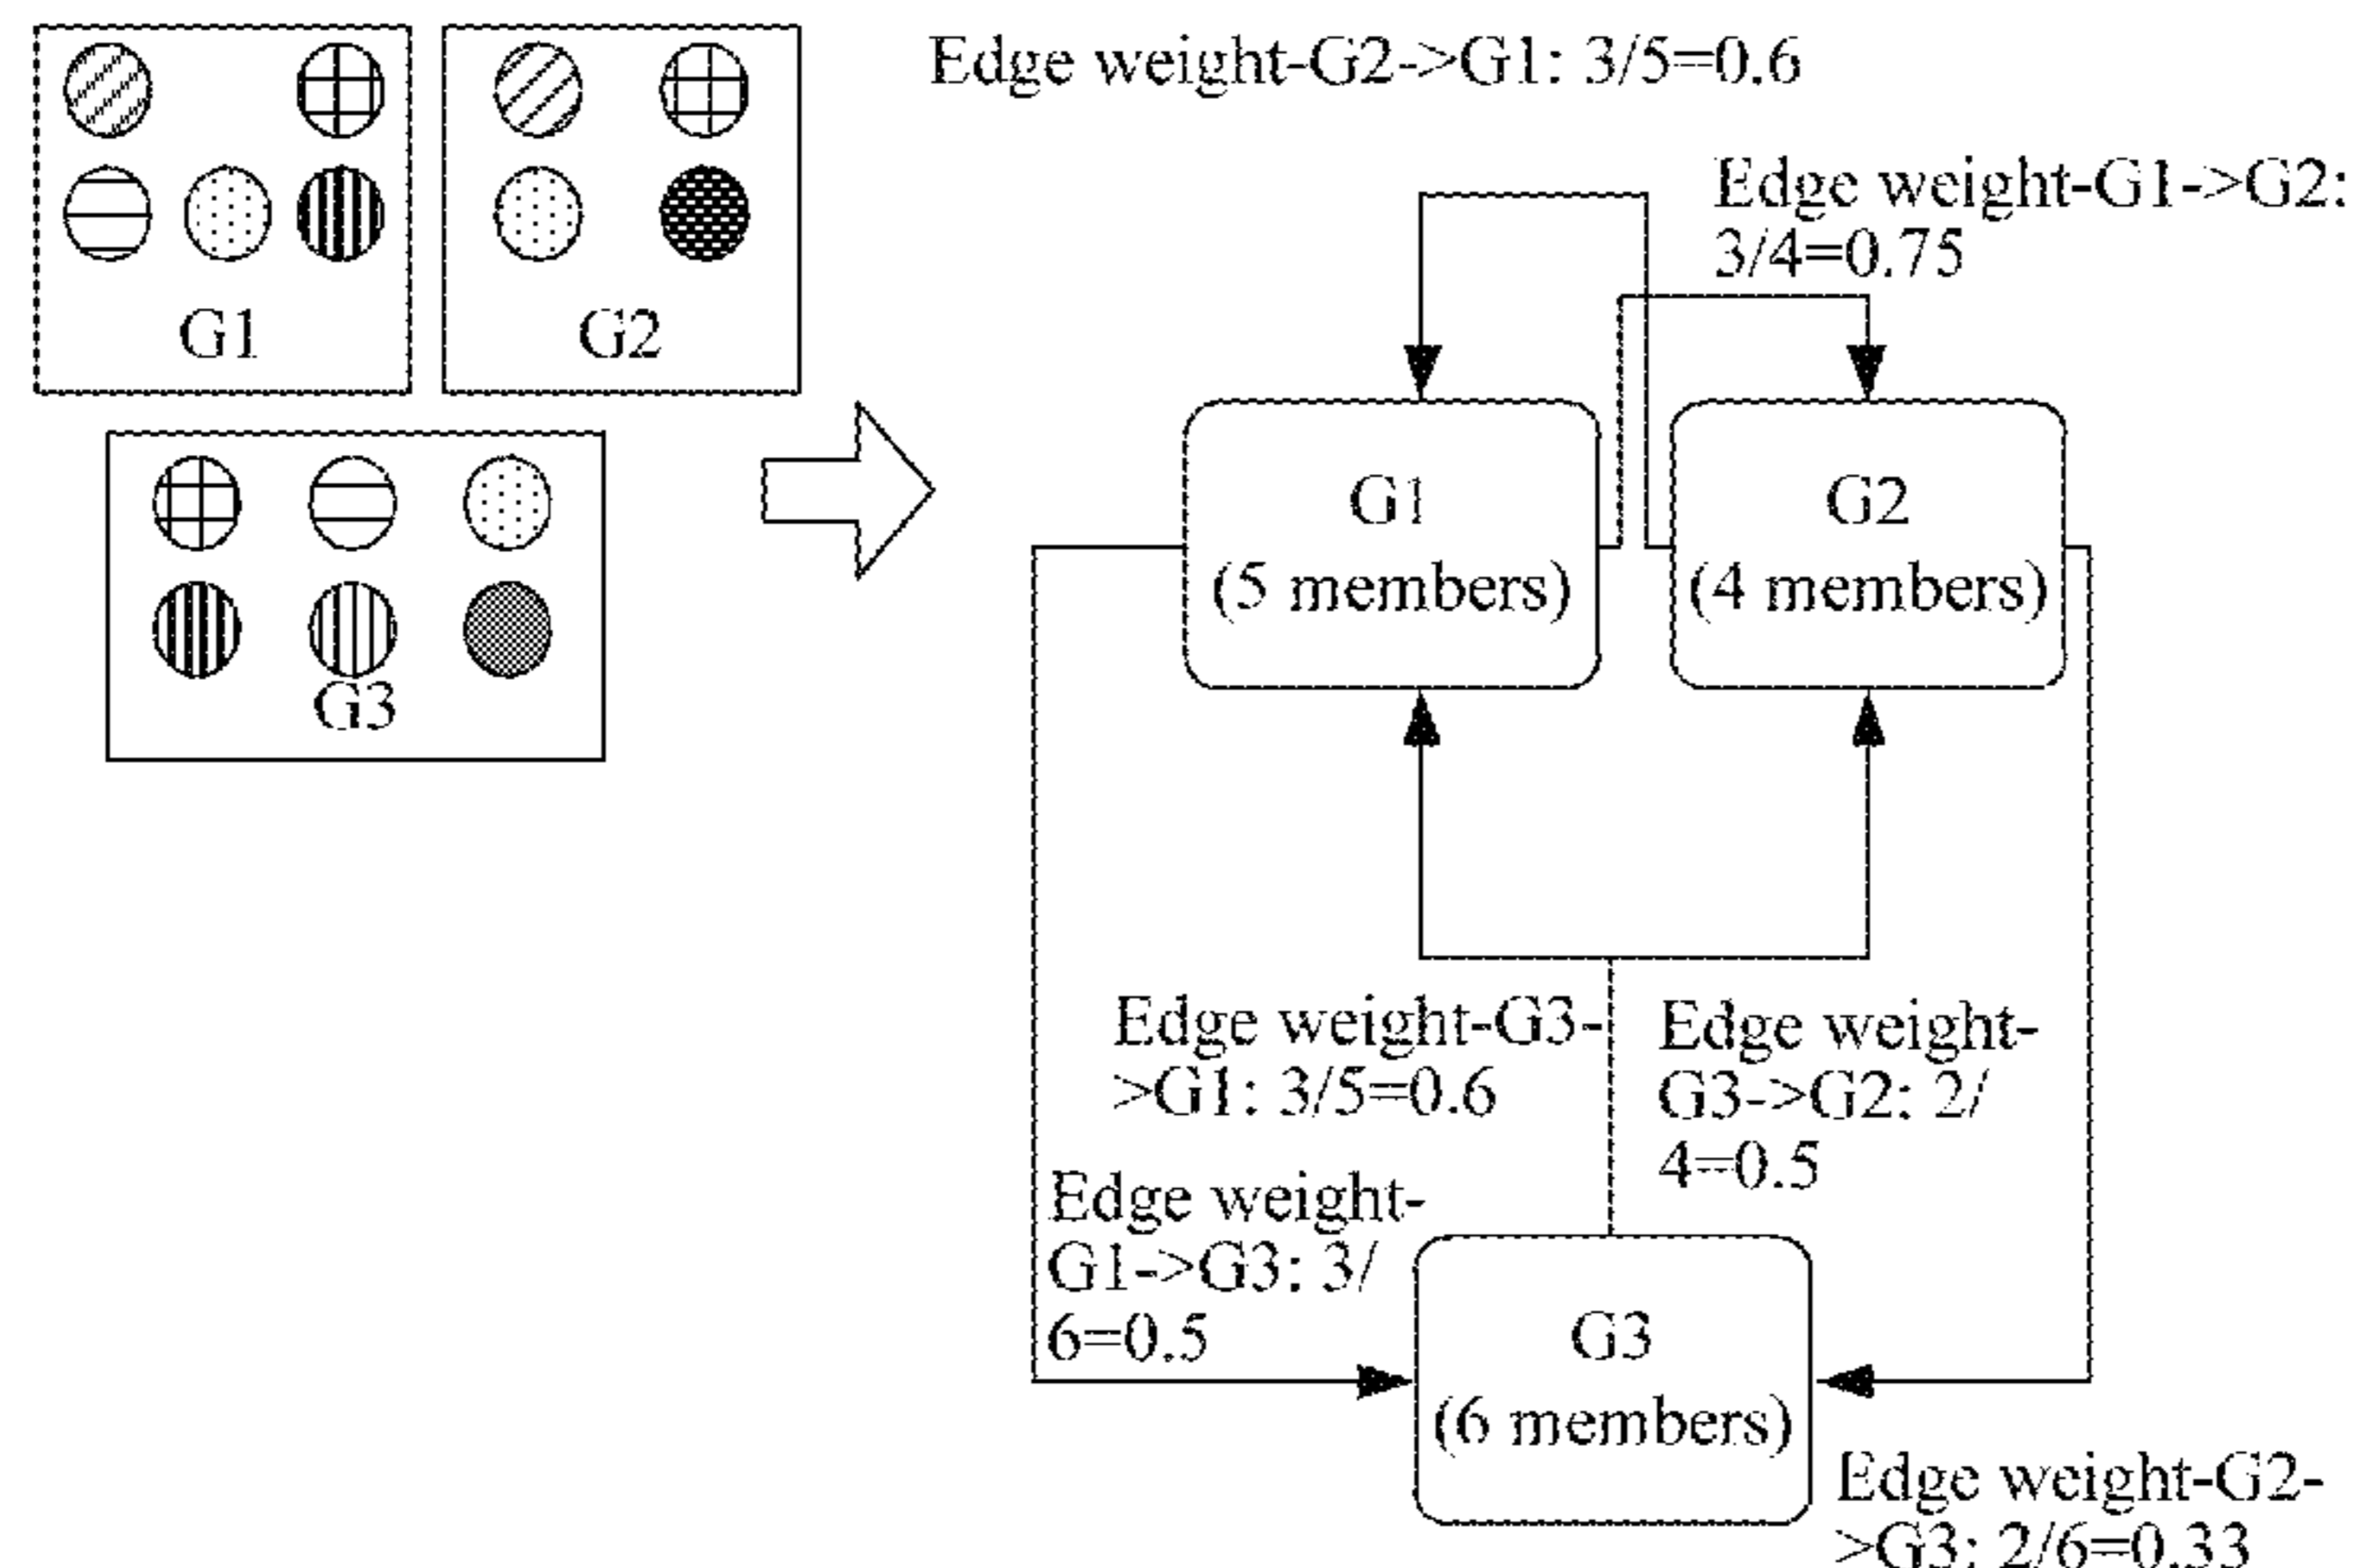 G1
G2
G3
Edge weight-G2->G1: 3/5=0.6
Edge weight-G1->G2:
3/4=0.75
G1
(5 members)
G2
(4 members)
Edge weight-G3-
>G1: 3/5=0.6
Edge weight-
G3->G2: 2/
4=0.5
Edge weight-
G1->G3: 3/
6=0.5
G3
(6 members)
Edge weight-G2-
>G3: 2/6=0.33